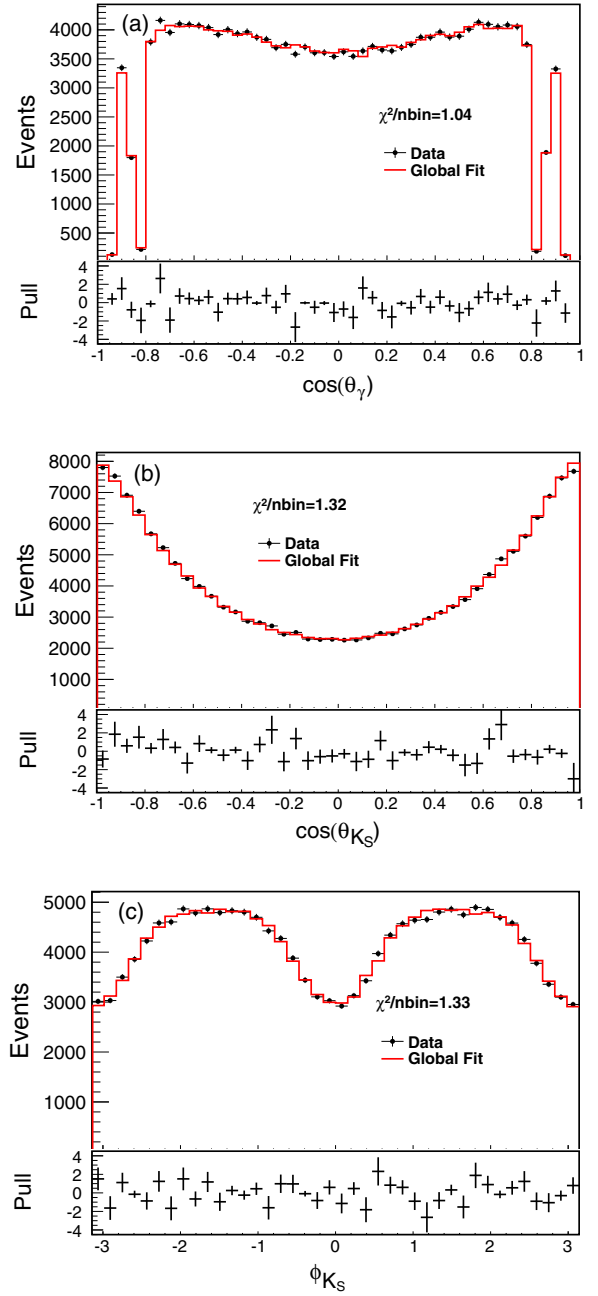 (a)
4000
3500
3000
2500
2000
1500
1000
500
Events
χ²/nbin=1.04
Data
Global Fit
4
2
0
-2
-4
Pull
-1 -0.8 -0.6 -0.4 -0.2 0 0.2 0.4 0.6 0.8 1
cos(θγ)
(b)
8000
7000
6000
5000
4000
3000
2000
1000
Events
χ²/nbin=1.32
Data
Global Fit
4
2
0
-2
-4
Pull
-1 -0.8 -0.6 -0.4 -0.2 0 0.2 0.4 0.6 0.8 1
cos(θKS)
(c)
5000
4000
3000
2000
1000
Events
χ²/nbin=1.33
Data
Global Fit
4
2
0
-2
-4
Pull
-3 -2 -1 0 1 2 3
ϕKS